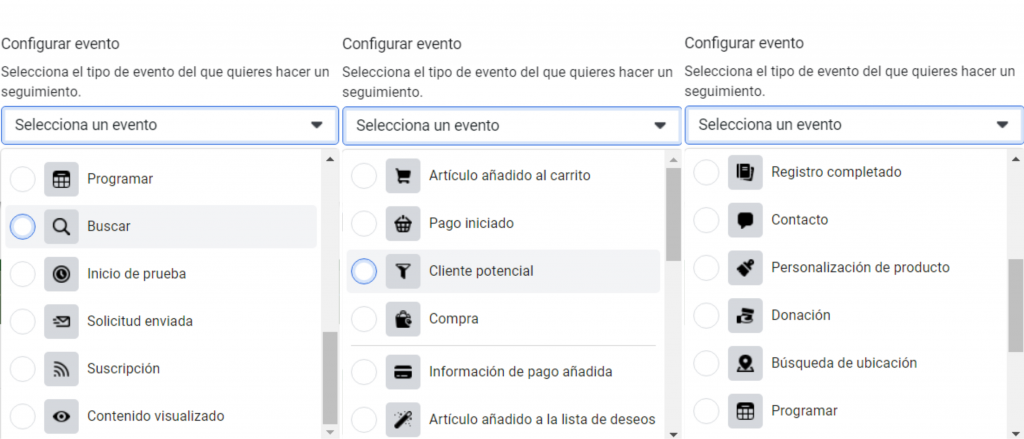 Configurar evento
Selecciona el tipo de evento del que quieres hacer un
seguimiento.
Selecciona un evento
Programar
Buscar
Inicio de prueba
Solicitud enviada
Suscripción
Contenido visualizado
Configurar evento
Selecciona el tipo de evento del que quieres hacer un
seguimiento.
Selecciona un evento
Artículo añadido al carrito
Pago iniciado
Cliente potencial
Compra
Información de pago añadida
Artículo añadido a la lista de deseos
Configurar evento
Selecciona el tipo de evento del que quieres hacer un
seguimiento.
Selecciona un evento
Registro completado
Contacto
Personalización de producto
Donación
Búsqueda de ubicación
Programar